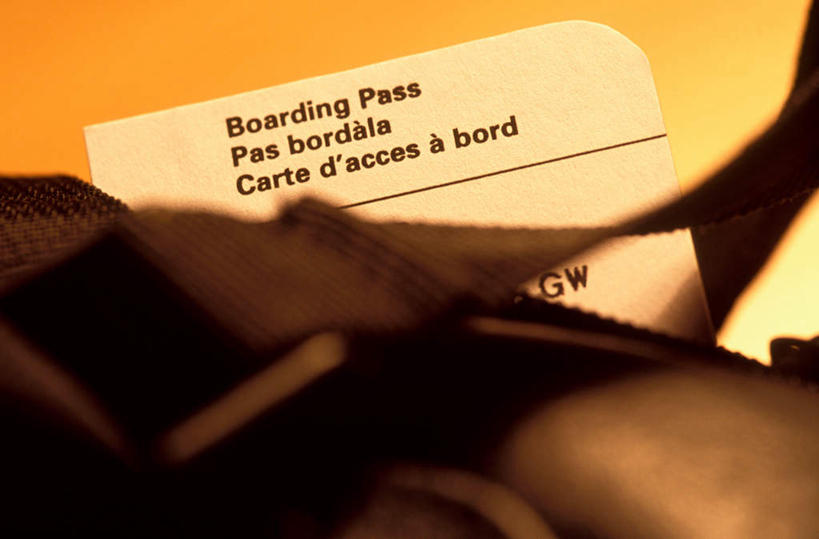 Boarding Pass
Pas bordàla
Carte d'acces à bord
GW